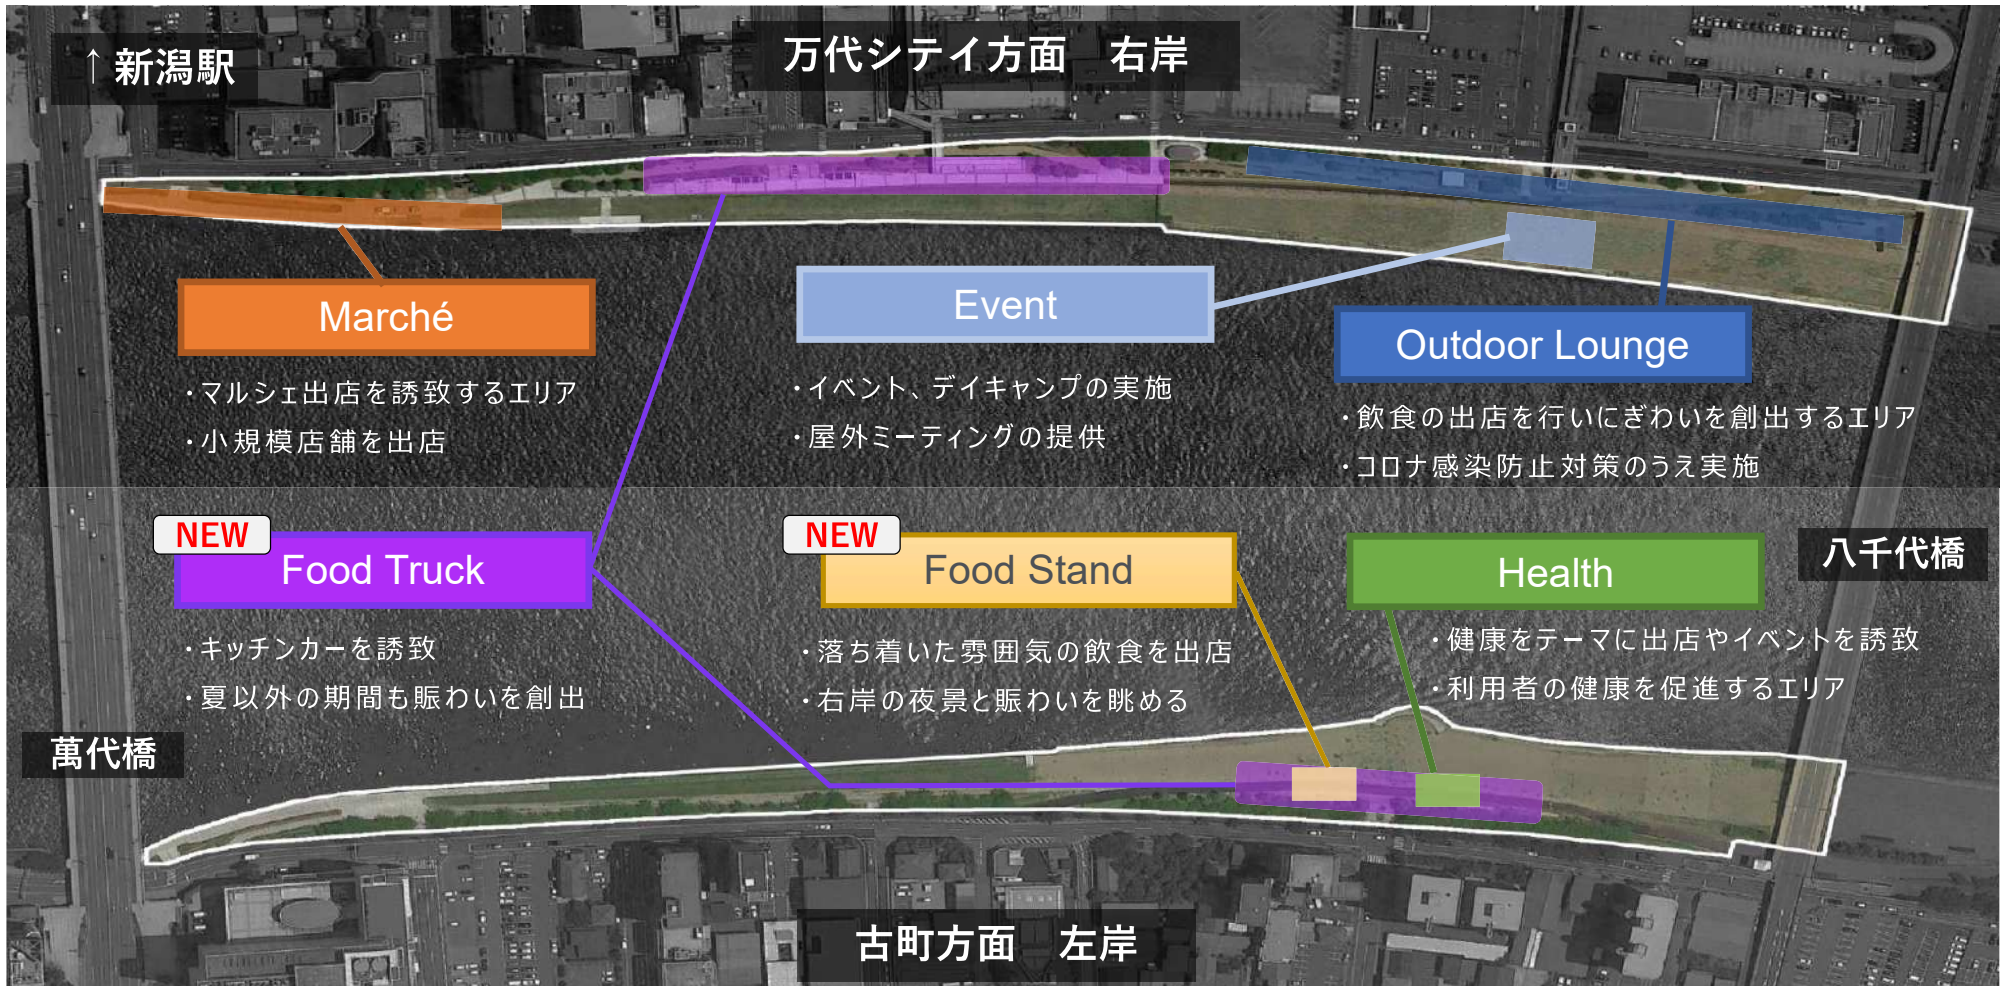 ↑新潟駅
万代シテイ方面　右岸
Marché
・マルシェ出店を誘致するエリア
・小規模店舗を出店
Event
・イベント、デイキャンプの実施
・屋外ミーティングの提供
Outdoor Lounge
・飲食の出店を行いにぎわいを創出するエリア
・コロナ感染防止対策のうえ実施
NEW
Food Truck
・キッチンカーを誘致
・夏以外の期間も賑わいを創出
NEW
Food Stand
・落ち着いた雰囲気の飲食を出店
・右岸の夜景と賑わいを眺める
Health
・健康をテーマに出店やイベントを誘致
・利用者の健康を促進するエリア
八千代橋
萬代橋
古町方面　左岸